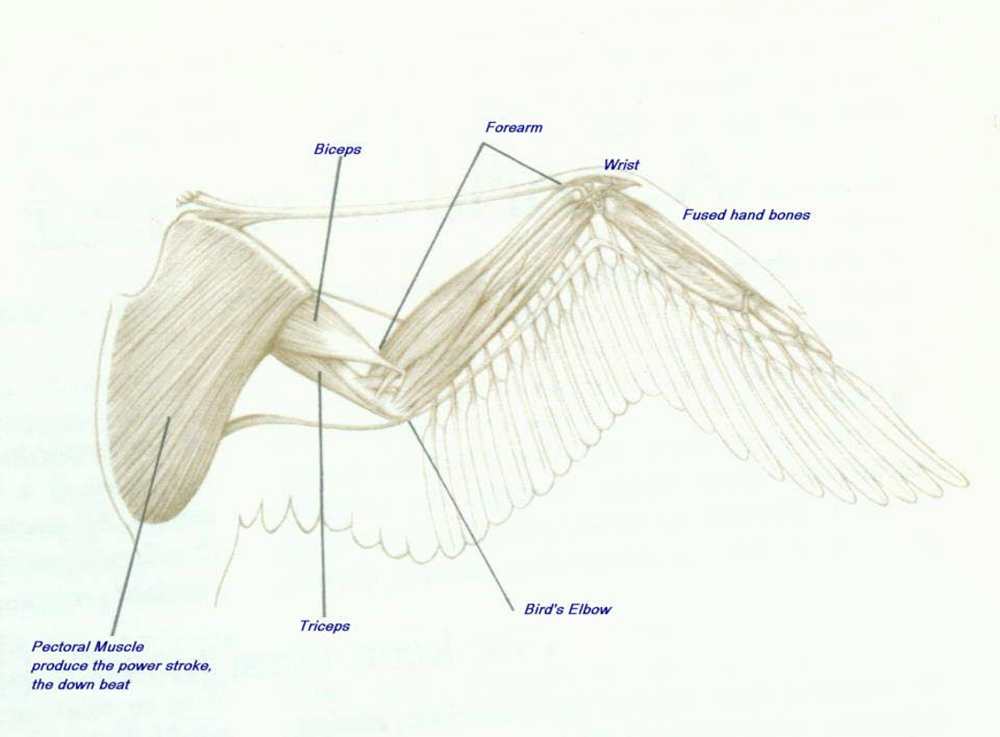 Forearm
Biceps
Wrist
Fused hand bones
Bird's Elbow
Triceps
Pectoral Muscle
produce the power stroke,
the down beat